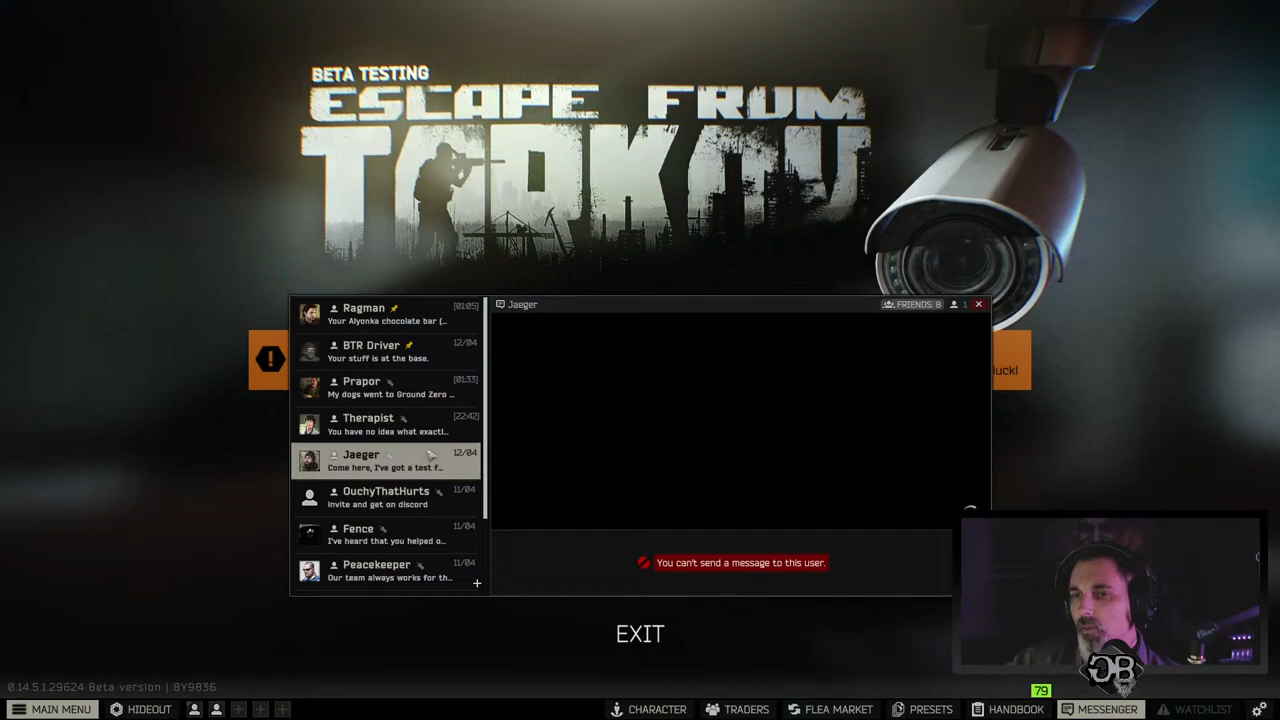 BETA TESTING
ESCAPE FROM
TARKOV
Ragman [01:05]
Your Alyonka chocolate bar (...
BTR Driver 12/04
Your stuff is at the base.
Prapor [01:33]
My dogs went to Ground Zero ...
Therapist [22:42]
You have no idea what exactl...
Jaeger 12/04
Come here, I've got a test f...
OuchyThatHurts 11/04
invite and get on discord
Fence 11/04
I've heard that you helped o...
Peacekeeper 11/04
Our team always works for th...
+
Jaeger
FRIENDS: 8 1
You can't send a message to this user.
luck!
EXIT
Blue
CB
0.14.5.1.29624 Beta version | 8Y9836
79
MAIN MENU
HIDEOUT
CHARACTER
TRADERS
FLEA MARKET
PRESETS
HANDBOOK
MESSENGER
WATCHLIST